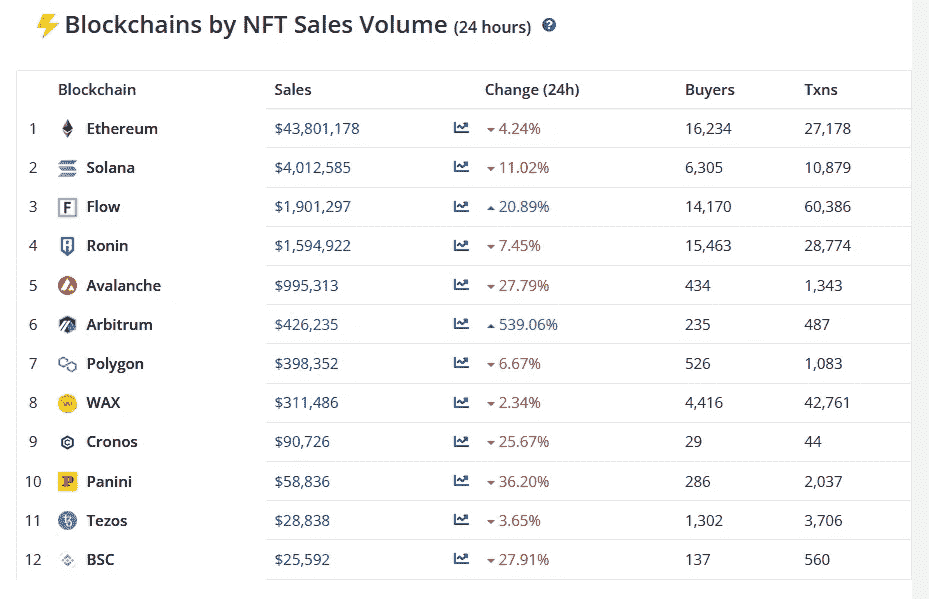 Blockchains by NFT Sales Volume (24 hours) ?
Blockchain Sales Change (24h) Buyers Txns
1 Ethereum $43,801,178 4.24% 16,234 27,178
2 Solana $4,012,585 11.02% 6,305 10,879
3 F Flow $1,901,297 20.89% 14,170 60,386
4 Ronin $1,594,922 7.45% 15,463 28,774
5 Avalanche $995,313 27.79% 434 1,343
6 Arbitrum $426,235 539.06% 235 487
7 Polygon $398,352 6.67% 526 1,083
8 WAX $311,486 2.34% 4,416 42,761
9 Cronos $90,726 25.67% 29 44
10 P Panini $58,836 36.20% 286 2,037
11 Tezos $28,838 3.65% 1,302 3,706
12 BSC $25,592 27.91% 137 560